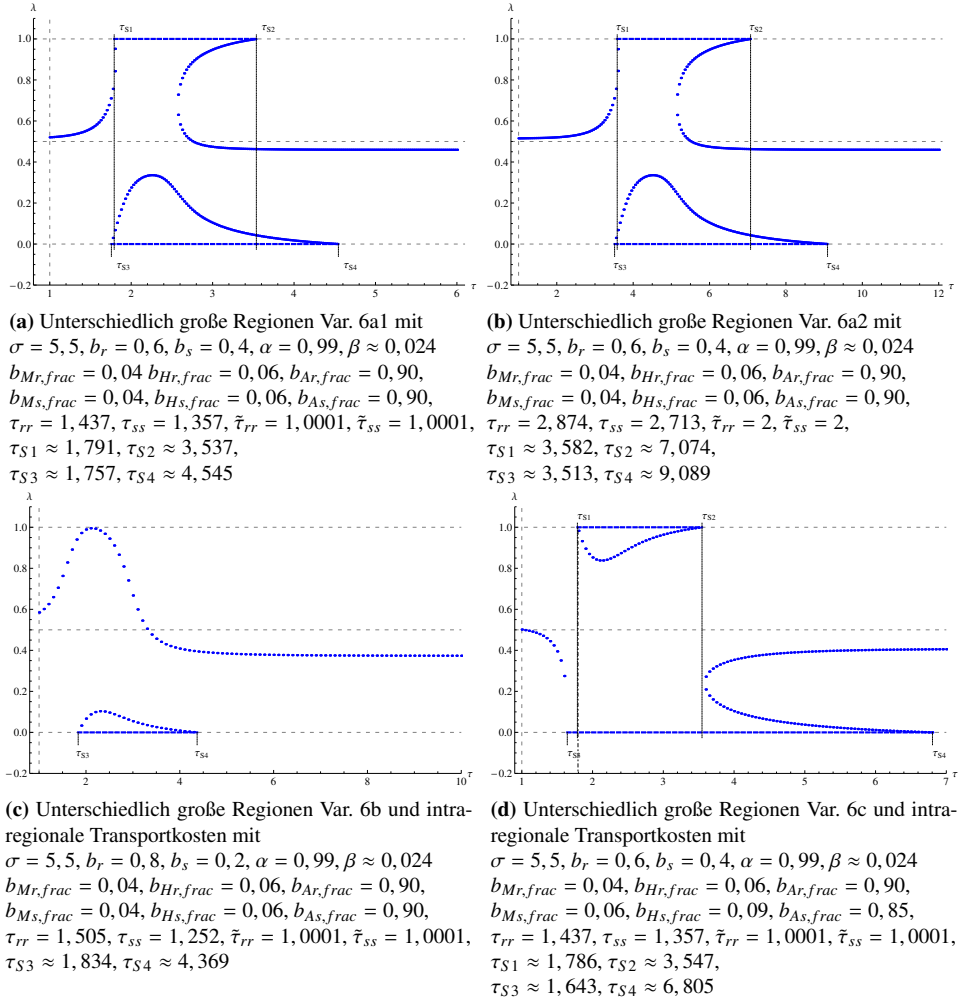 λ
1.0
0.8
0.6
0.4
0.2
0.0
−0.2
τS1
τS2
τS3
τS4
1 2 3 4 5 6 τ
(a) Unterschiedlich große Regionen Var. 6a1 mit
σ = 5, 5, br = 0, 6, bs = 0, 4, α = 0, 99, β ≈ 0, 024
bMr,frac = 0, 04 bHr,frac = 0, 06, bAr,frac = 0, 90,
bMs,frac = 0, 04, bHs,frac = 0, 06, bAs,frac = 0, 90,
τrr = 1, 437, τss = 1, 357, τ̃rr = 1, 0001, τ̃ss = 1, 0001,
τS1 ≈ 1, 791, τS2 ≈ 3, 537,
τS3 ≈ 1, 757, τS4 ≈ 4, 545
λ
1.0
0.8
0.6
0.4
0.2
0.0
−0.2
τS1
τS2
τS3
τS4
2 4 6 8 10 12 τ
(b) Unterschiedlich große Regionen Var. 6a2 mit
σ = 5, 5, br = 0, 6, bs = 0, 4, α = 0, 99, β ≈ 0, 024
bMr,frac = 0, 04, bHr,frac = 0, 06, bAr,frac = 0, 90,
bMs,frac = 0, 04, bHs,frac = 0, 06, bAs,frac = 0, 90,
τrr = 2, 874, τss = 2, 713, τ̃rr = 2, τ̃ss = 2,
τS1 ≈ 3, 582, τS2 ≈ 7, 074,
τS3 ≈ 3, 513, τS4 ≈ 9, 089
λ
1.0
0.8
0.6
0.4
0.2
0.0
−0.2
τS3
τS4
2 4 6 8 10 τ
(c) Unterschiedlich große Regionen Var. 6b und intra-
regionale Transportkosten mit
σ = 5, 5, br = 0, 8, bs = 0, 2, α = 0, 99, β ≈ 0, 024
bMr,frac = 0, 04, bHr,frac = 0, 06, bAr,frac = 0, 90,
bMs,frac = 0, 04, bHs,frac = 0, 06, bAs,frac = 0, 90,
τrr = 1, 505, τss = 1, 252, τ̃rr = 1, 0001, τ̃ss = 1, 0001,
τS3 ≈ 1, 834, τS4 ≈ 4, 369
λ
1.0
0.8
0.6
0.4
0.2
0.0
−0.2
τS1
τS2
τS3
τS4
1 2 3 4 5 6 7 τ
(d) Unterschiedlich große Regionen Var. 6c und intra-
regionale Transportkosten mit
σ = 5, 5, br = 0, 6, bs = 0, 4, α = 0, 99, β ≈ 0, 024
bMr,frac = 0, 04, bHr,frac = 0, 06, bAr,frac = 0, 90,
bMs,frac = 0, 06, bHs,frac = 0, 09, bAs,frac = 0, 85,
τrr = 1, 437, τss = 1, 357, τ̃rr = 1, 0001, τ̃ss = 1, 0001,
τS1 ≈ 1, 786, τS2 ≈ 3, 547,
τS3 ≈ 1, 643, τS4 ≈ 6, 805